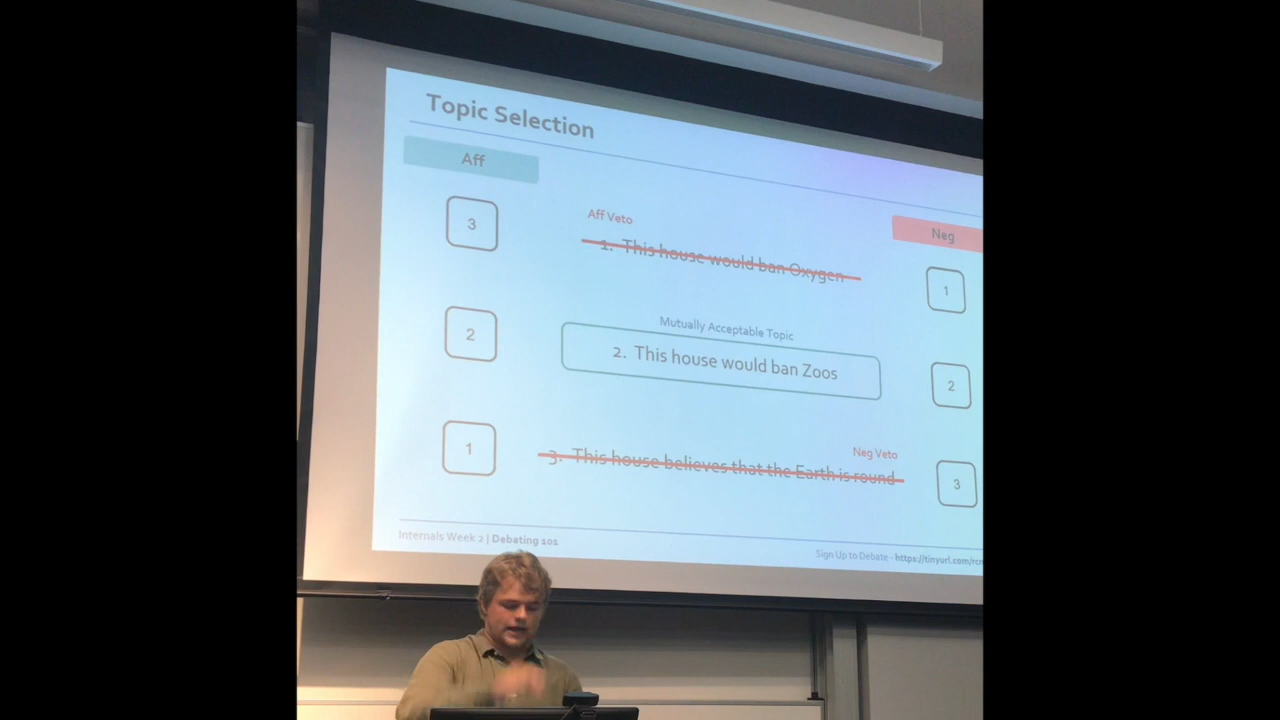 Topic Selection
Aff
Neg
3
Aff Veto
1. This house would ban Oxygen
1
2
Mutually Acceptable Topic
2. This house would ban Zoos
2
1
Neg Veto
3. This house believes that the Earth is round
3
Internals Week 2 | Debating 101
Sign Up to Debate - https://tinyurl.com/rcn